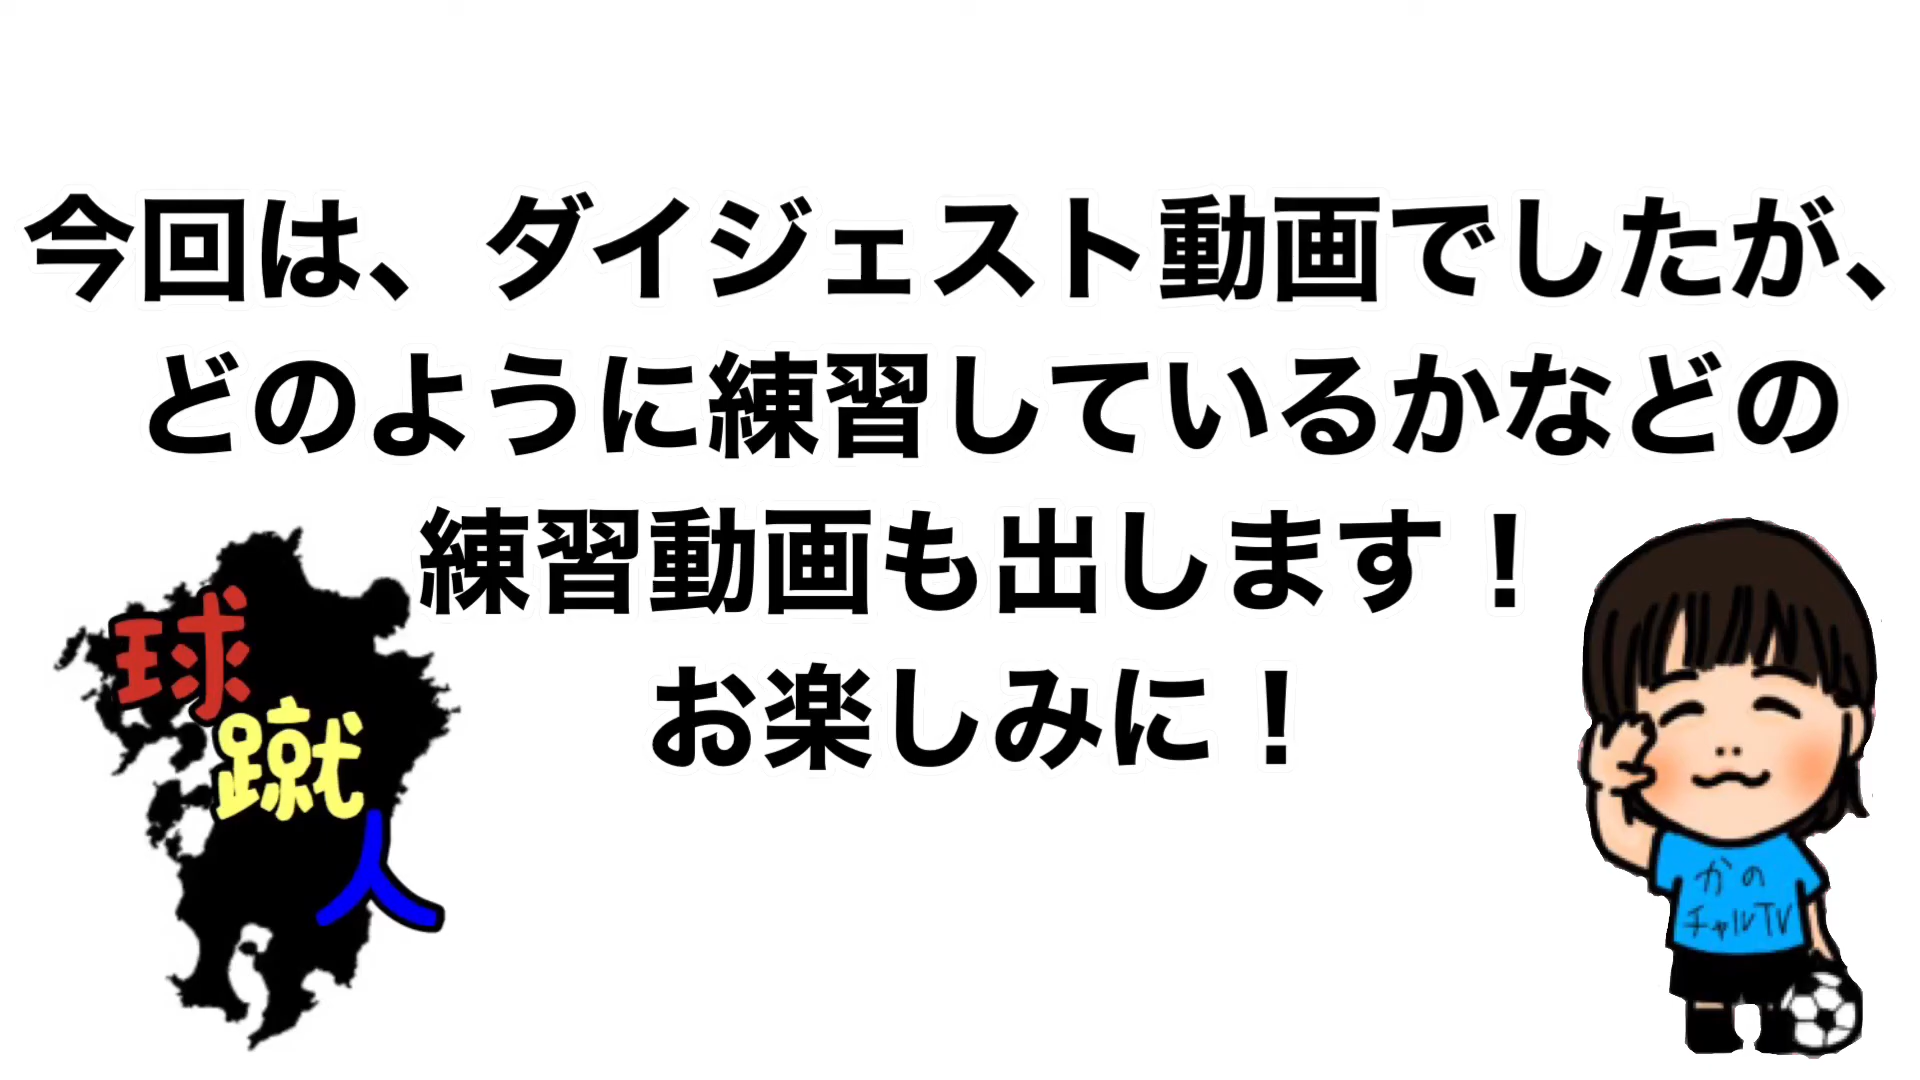 今回は、ダイジェスト動画でしたが、
どのように練習しているかなどの
練習動画も出します！
お楽しみに！
球
蹴
人
かの
チャルTV